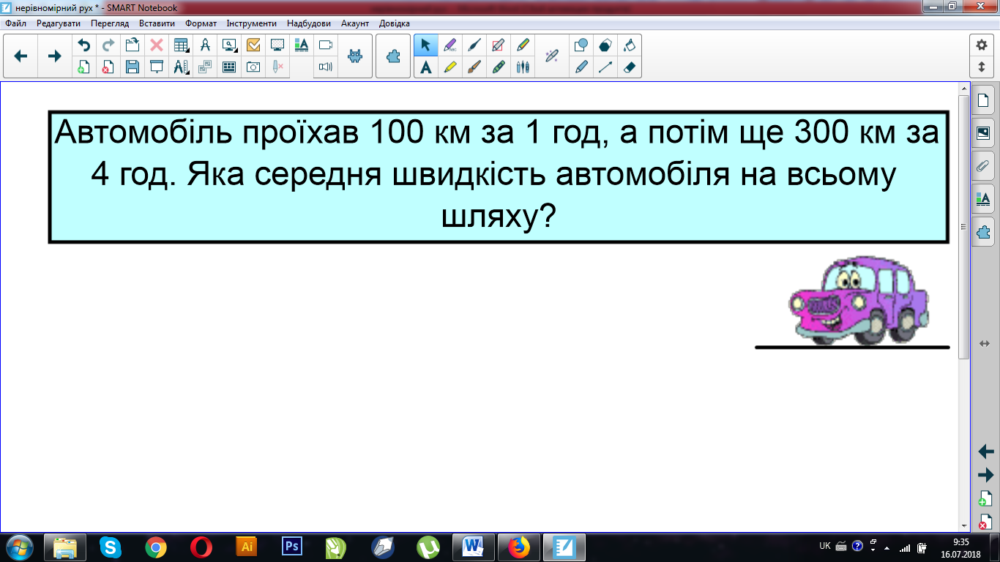 нерівномірний рух * - SMART Notebook
Файл Редагувати Перегляд Вставити Формат Інструменти Надбудови Акаунт Довідка
Автомобіль проїхав 100 км за 1 год, а потім ще 300 км за
4 год. Яка середня швидкість автомобіля на всьому
шляху?
UK
9:35
16.07.2018